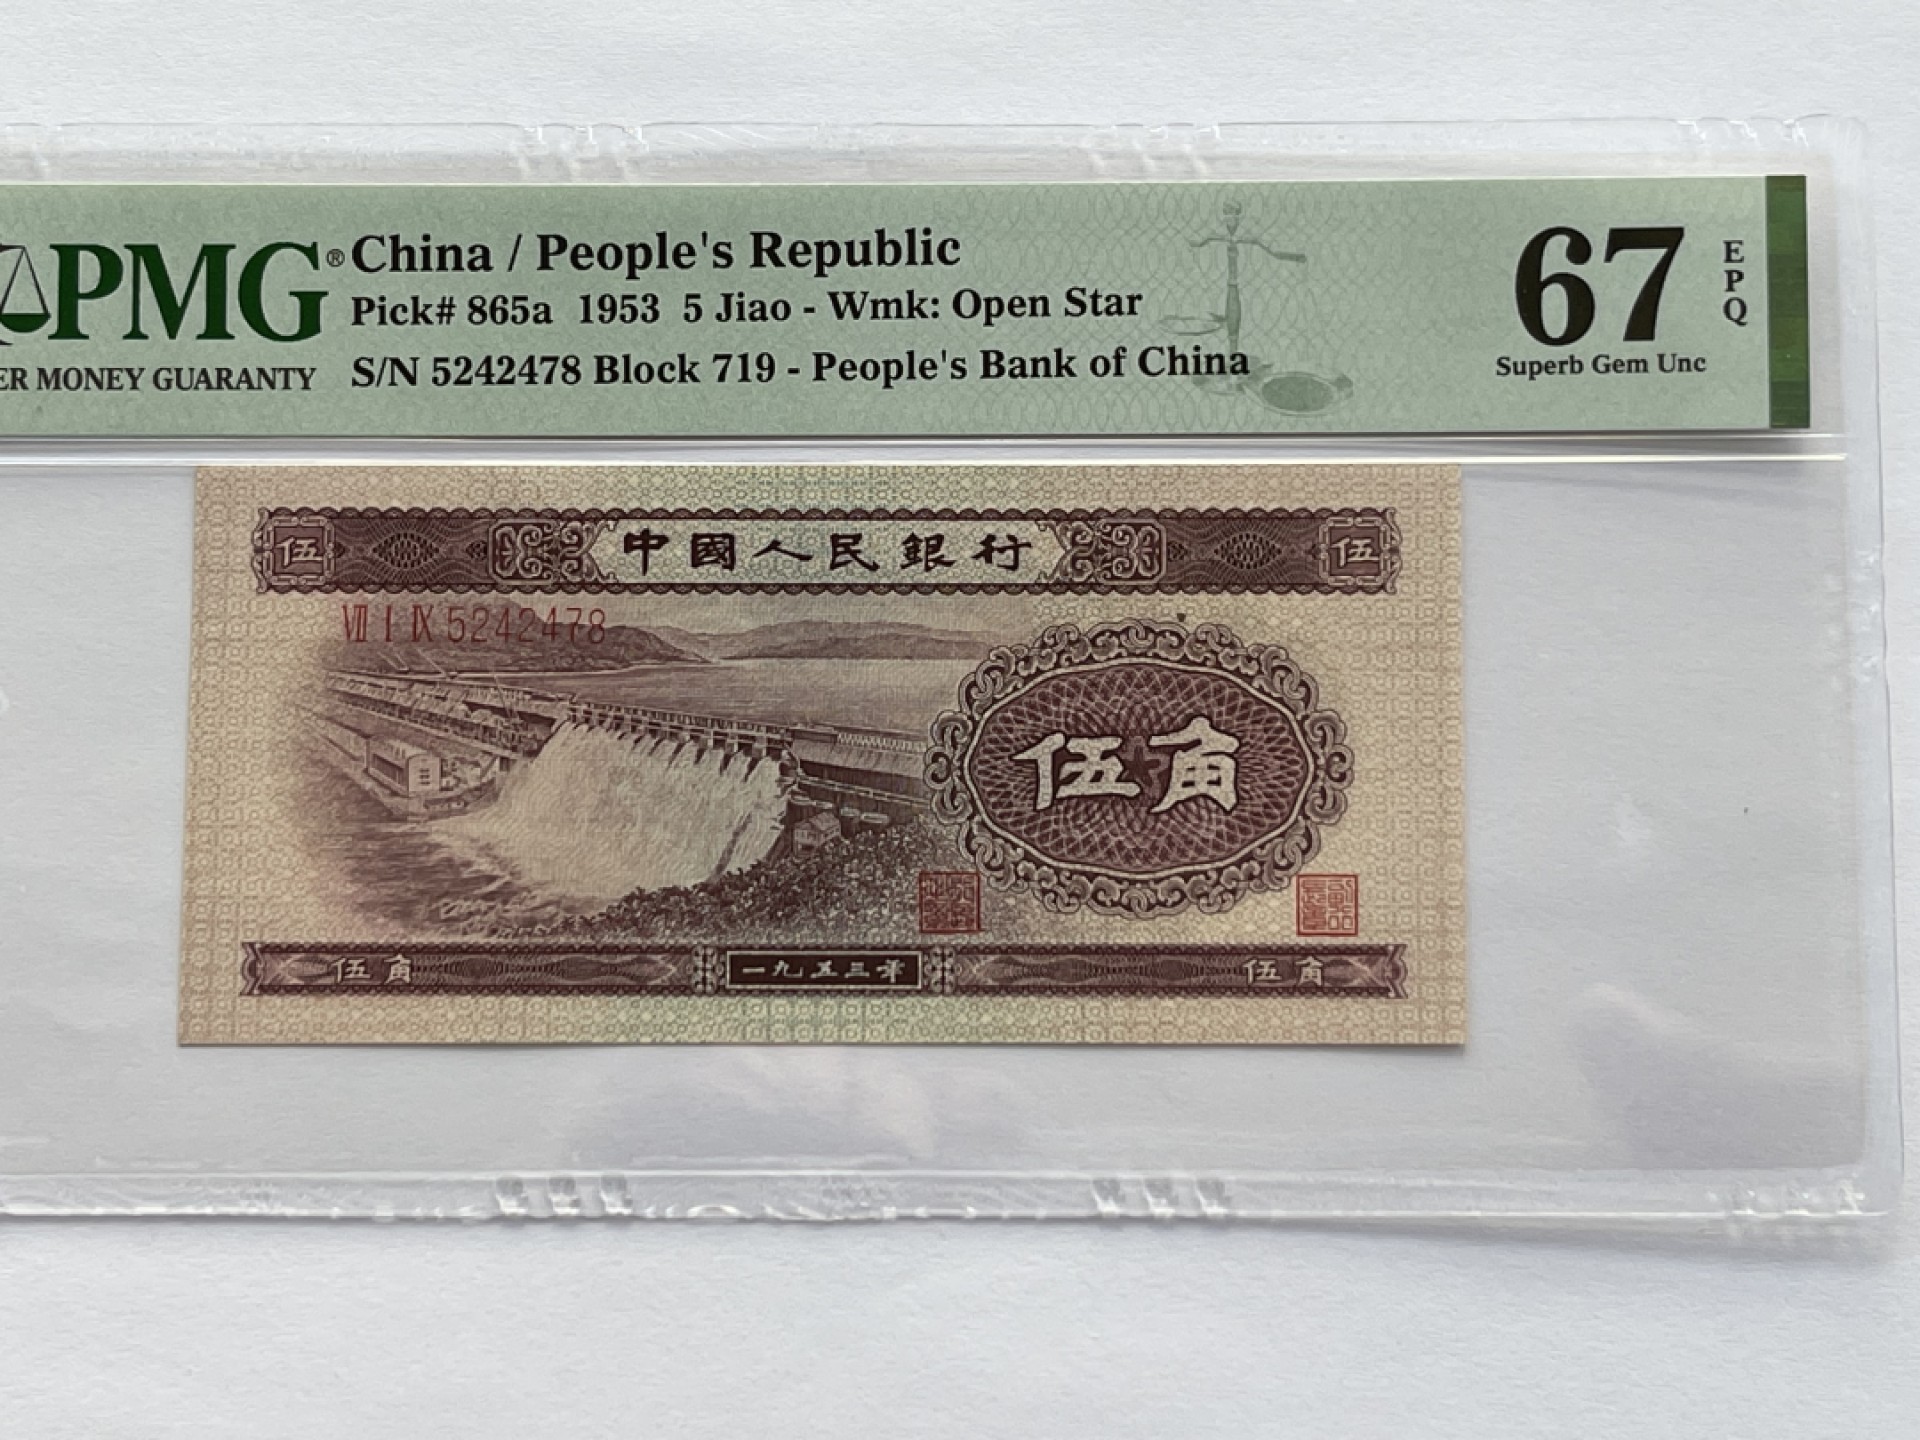 PMG®
ER MONEY GUARANTY
China / People's Republic
Pick# 865a 1953 5 Jiao - Wmk: Open Star
S/N 5242478 Block 719 - People's Bank of China
67
EPQ
Superb Gem Unc
伍 中國人民銀行 伍
Ⅶ Ⅰ Ⅸ 5242478
伍角
伍角 一九五三年 伍角